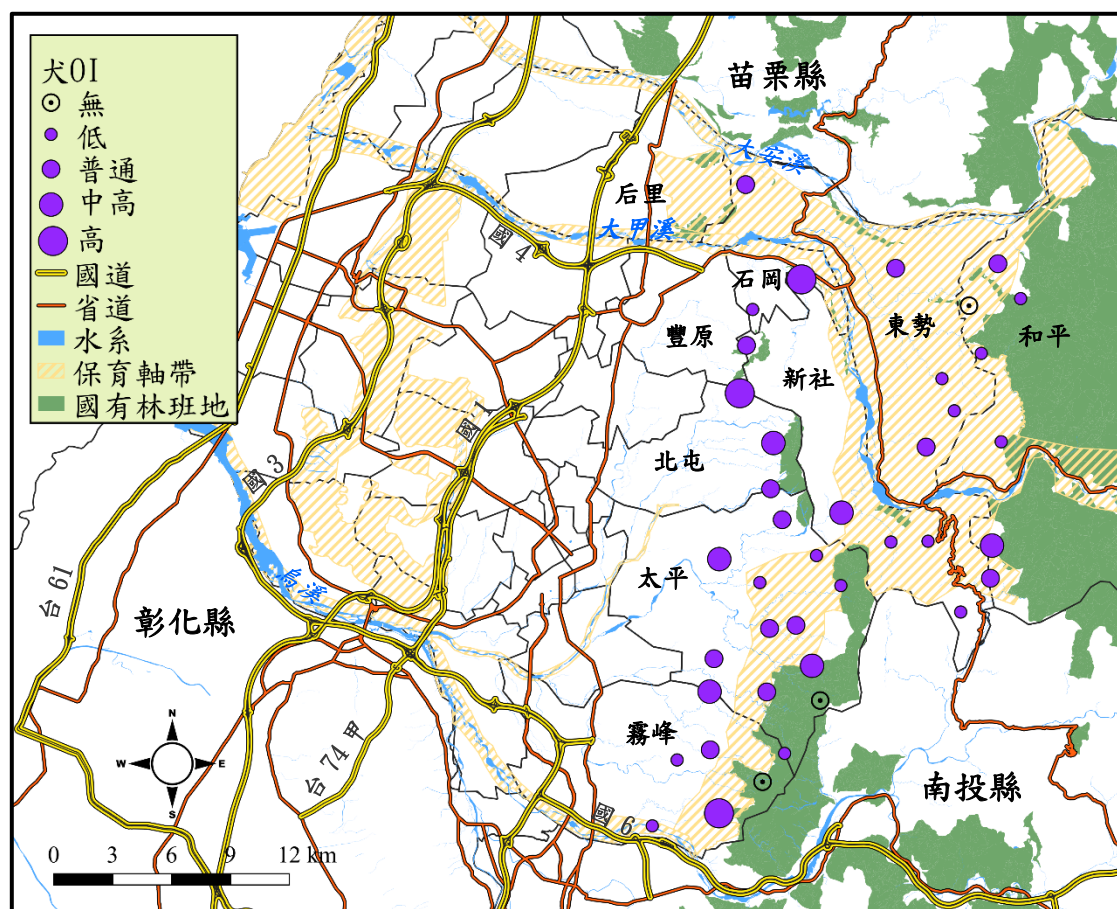 犬OI
無
低
普通
中高
高
國道
省道
水系
保育軸帶
國有林班地
苗栗縣
大安溪
后里
大甲溪
國 4
石岡
東勢
和平
豐原
新社
國 1
北屯
國 3
太平
烏溪
台 61
彰化縣
霧峰
台 74 甲
南投縣
國 6
N
W
E
S
0 3 6 9 12 km